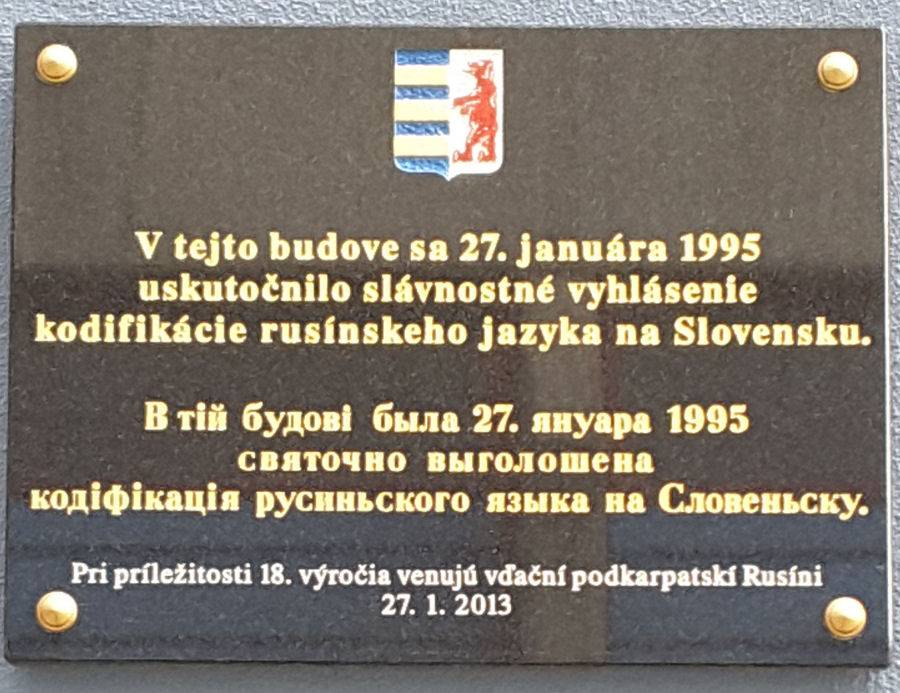 V tejto budove sa 27. januára 1995
uskutočnilo slávnostné vyhlásenie
kodifikácie rusínskeho jazyka na Slovensku.
В тій будові была 27. януара 1995
святочно выголошена
кодіфікація русиньского языка на Словеньску.
Pri príležitosti 18. výročia venujú vďační podkarpatskí Rusíni
27. 1. 2013